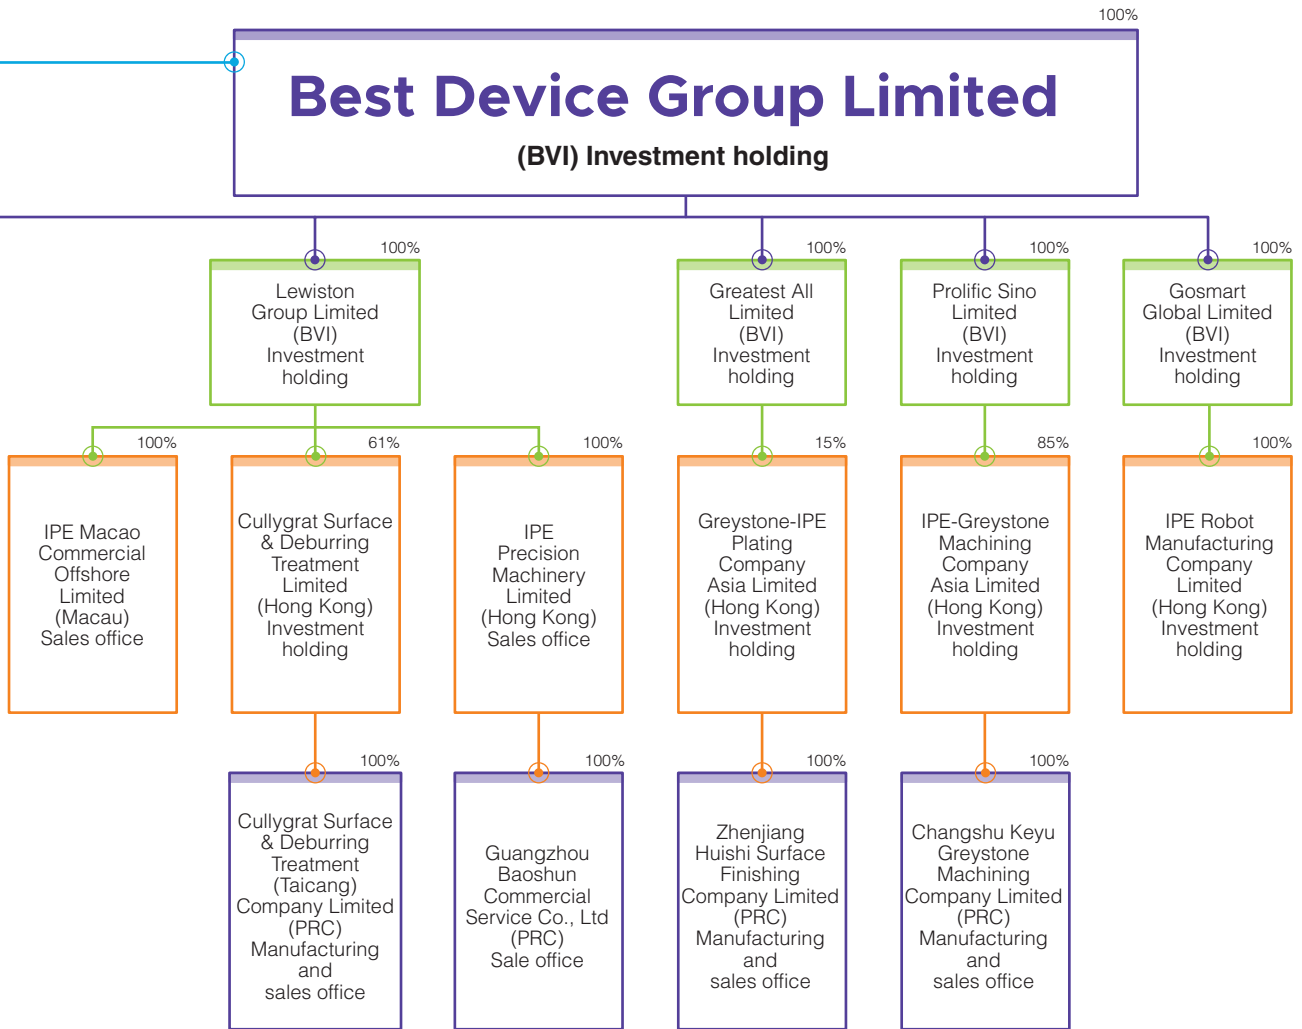 100%
Best Device Group Limited
(BVI) Investment holding
100%
Lewiston
Group Limited
(BVI)
Investment
holding
100%
Greatest All
Limited
(BVI)
Investment
holding
100%
Prolific Sino
Limited
(BVI)
Investment
holding
100%
Gosmart
Global Limited
(BVI)
Investment
holding
100%
IPE Macao
Commercial
Offshore
Limited
(Macau)
Sales office
61%
Cullygrat Surface
& Deburring
Treatment
Limited
(Hong Kong)
Investment
holding
100%
IPE
Precision
Machinery
Limited
(Hong Kong)
Sales office
15%
Greystone-IPE
Plating
Company
Asia Limited
(Hong Kong)
Investment
holding
85%
IPE-Greystone
Machining
Company
Asia Limited
(Hong Kong)
Investment
holding
100%
IPE Robot
Manufacturing
Company
Limited
(Hong Kong)
Investment
holding
100%
Cullygrat Surface
& Deburring
Treatment
(Taicang)
Company Limited
(PRC)
Manufacturing
and
sales office
100%
Guangzhou
Baoshun
Commercial
Service Co., Ltd
(PRC)
Sale office
100%
Zhenjiang
Huishi Surface
Finishing
Company Limited
(PRC)
Manufacturing
and
sales office
100%
Changshu Keyu
Greystone
Machining
Company Limited
(PRC)
Manufacturing
and
sales office